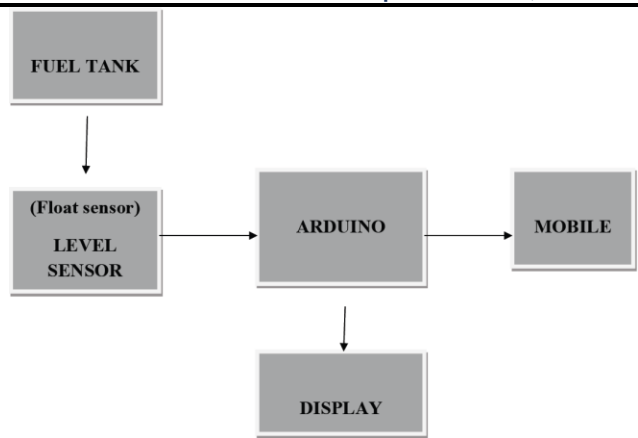 FUEL TANK
(Float sensor)
LEVEL
SENSOR
ARDUINO
MOBILE
DISPLAY